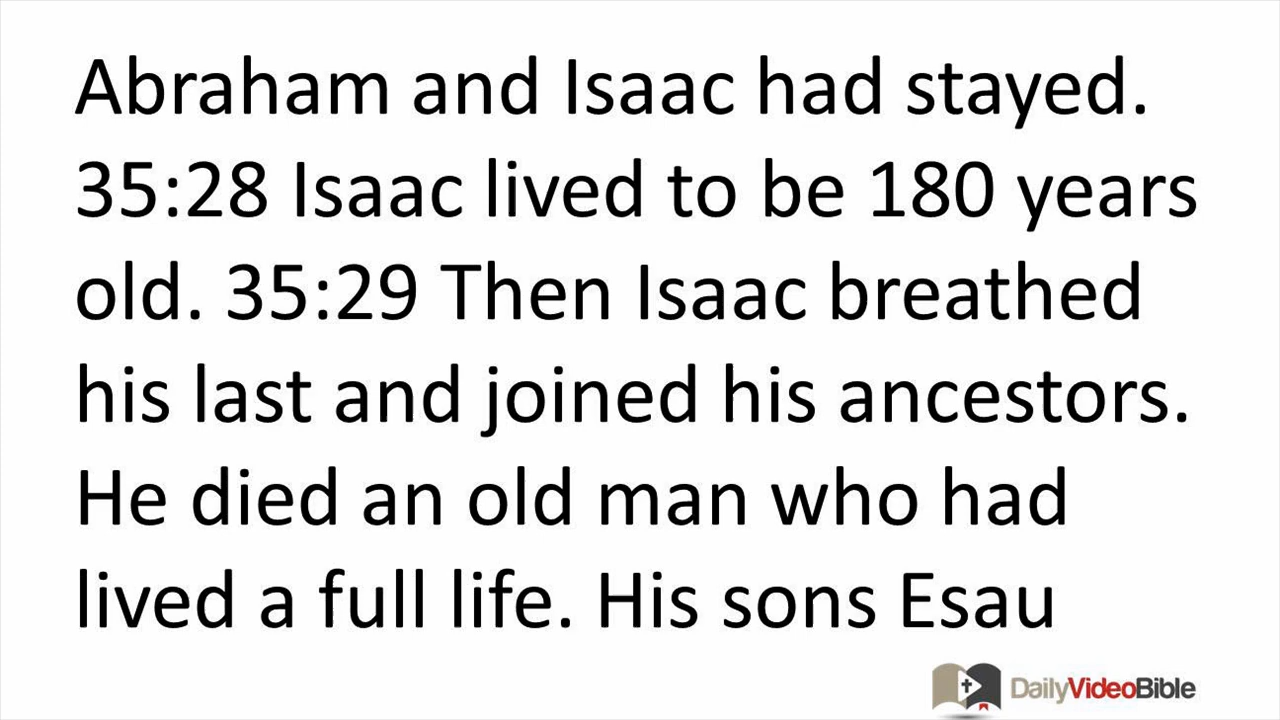 Abraham and Isaac had stayed.
35:28 Isaac lived to be 180 years
old. 35:29 Then Isaac breathed
his last and joined his ancestors.
He died an old man who had
lived a full life. His sons Esau
DailyVideoBible